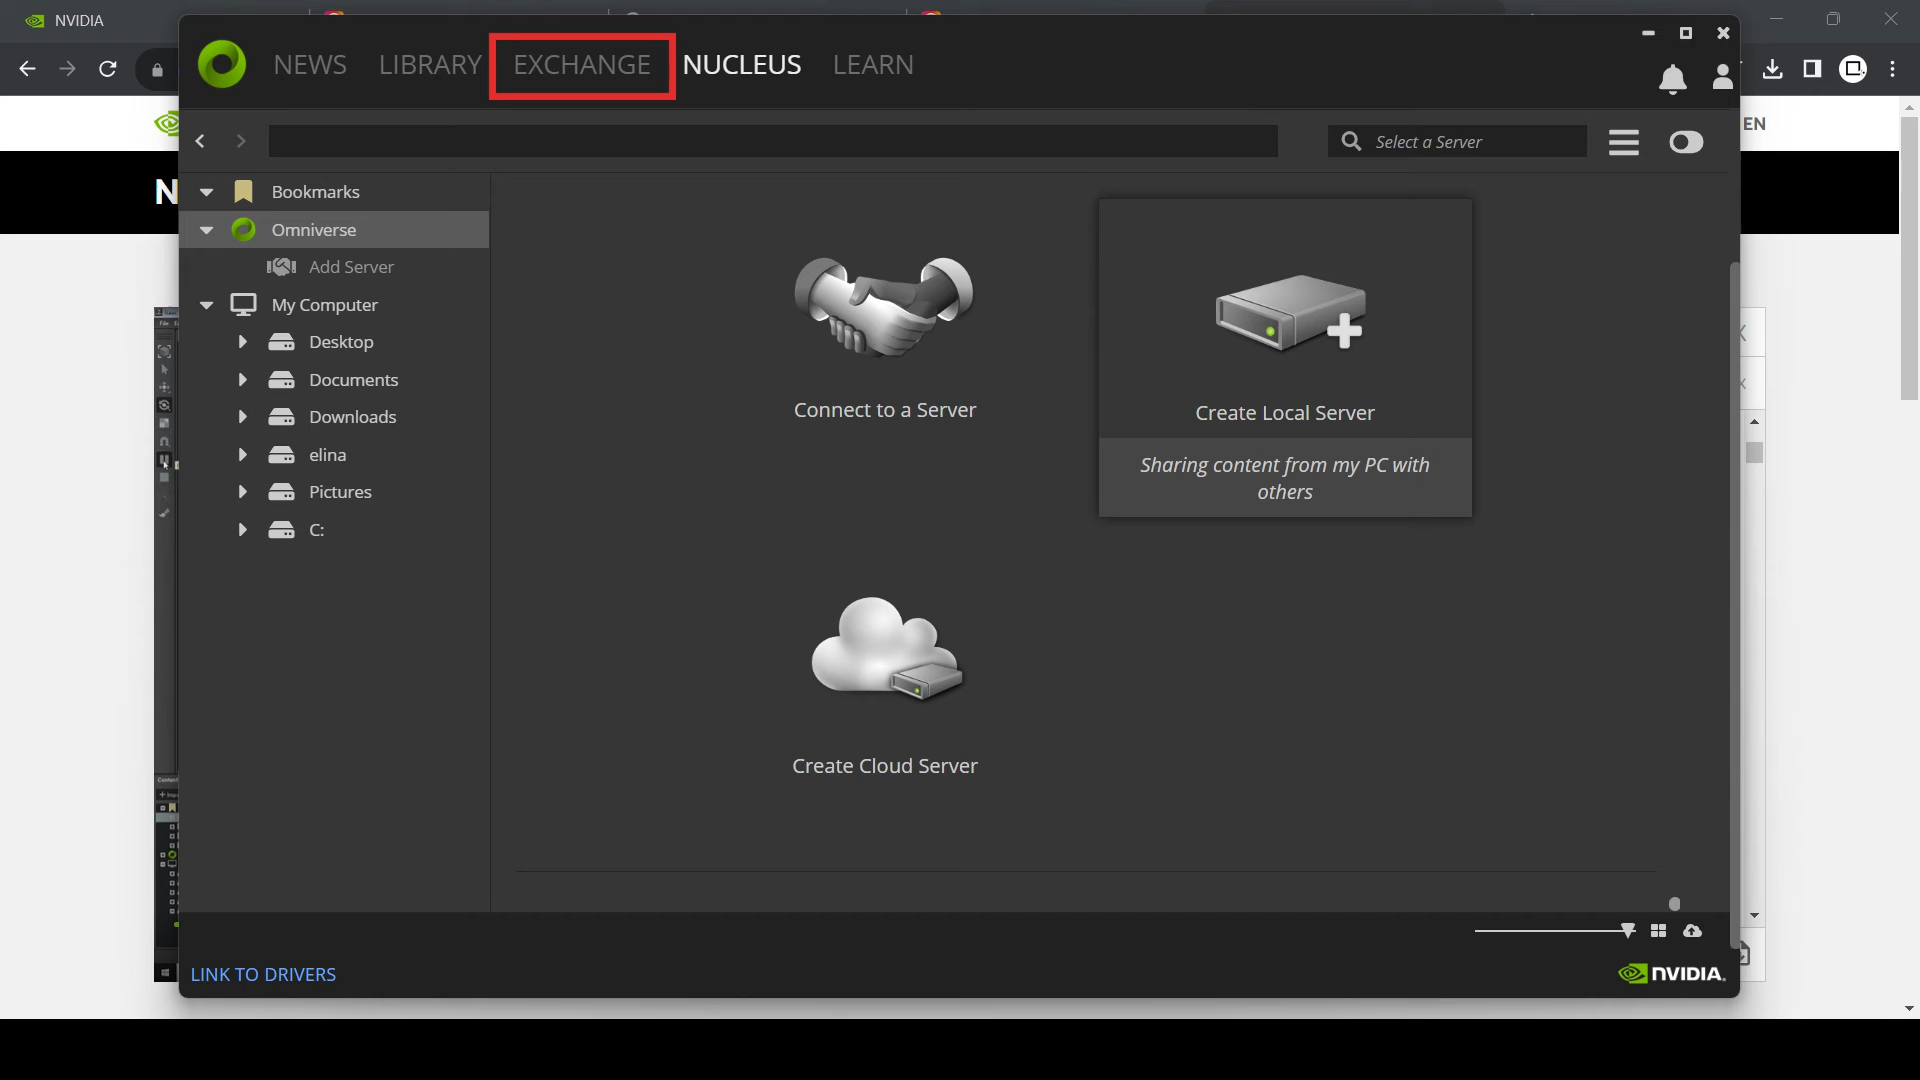 NVIDIA
NEWS LIBRARY EXCHANGE NUCLEUS LEARN
EN
Select a Server
N
Bookmarks
Omniverse
Add Server
My Computer
Desktop
Documents
Downloads
elina
Pictures
C:
Connect to a Server
Create Local Server
Sharing content from my PC with
others
Create Cloud Server
LINK TO DRIVERS
NVIDIA.